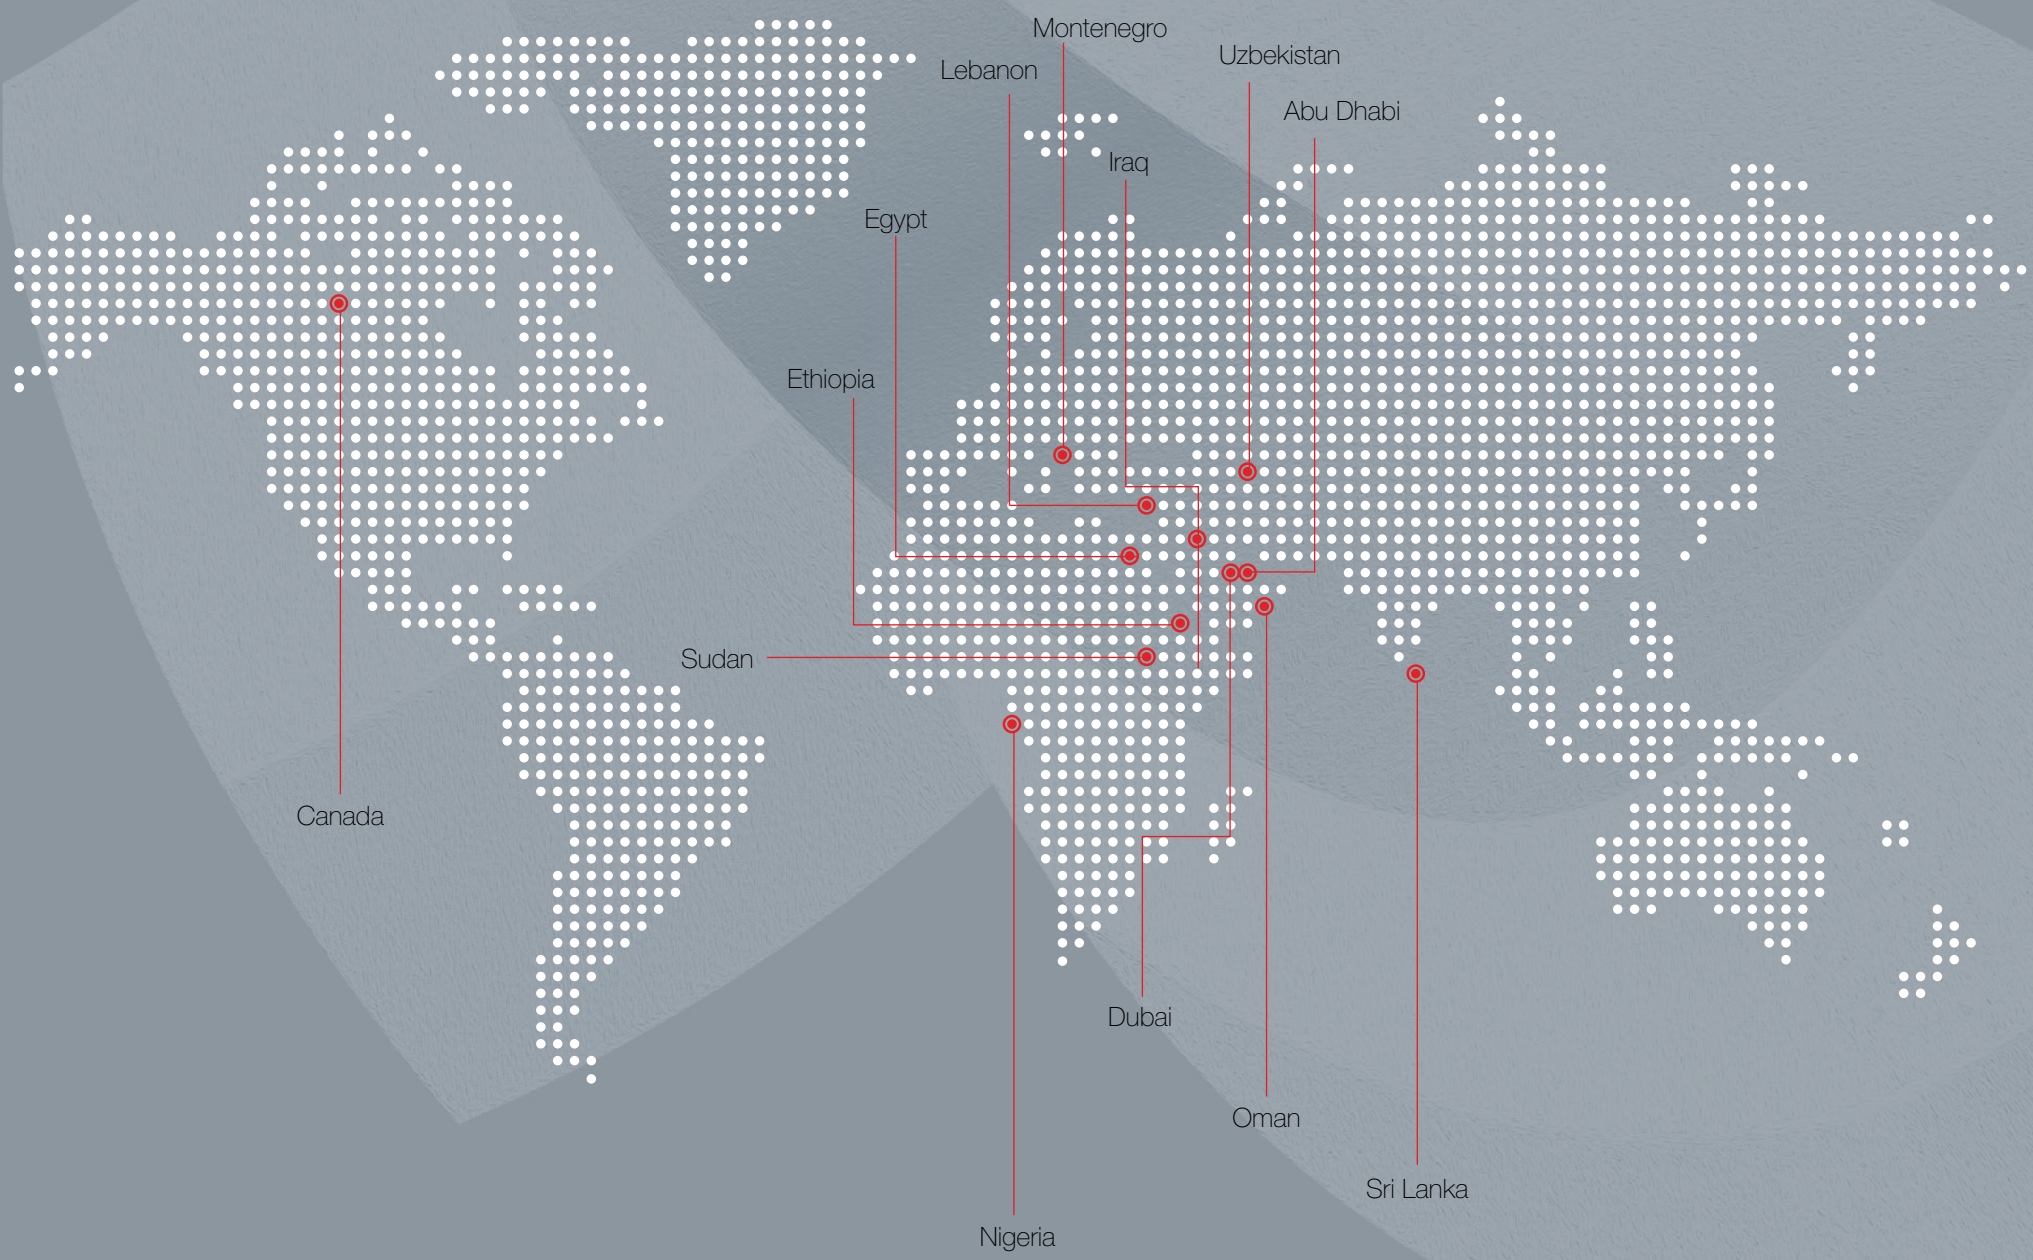 Montenegro
Uzbekistan
Lebanon
Abu Dhabi
Iraq
Egypt
Ethiopia
Sudan
Canada
Dubai
Oman
Sri Lanka
Nigeria